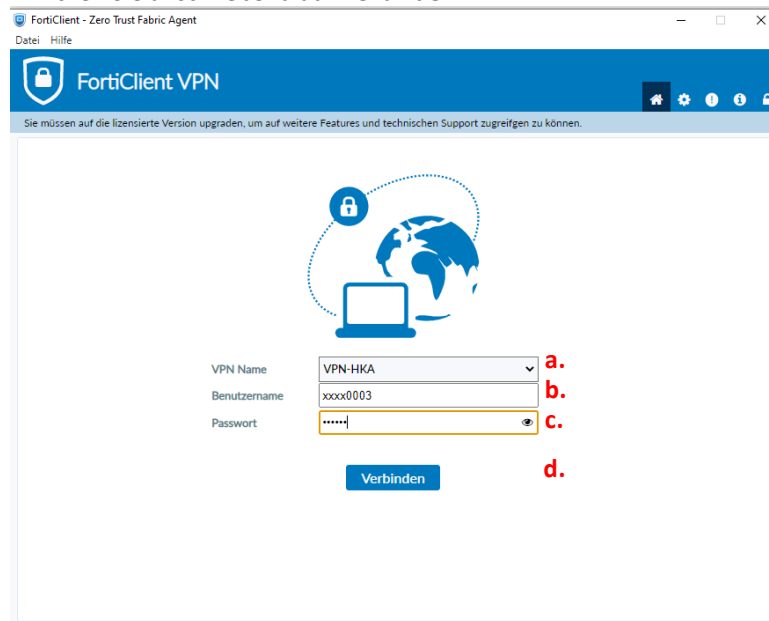 FortiClient - Zero Trust Fabric Agent
Datei Hilfe
FortiClient VPN
Sie müssen auf die lizensierte Version upgraden, um auf weitere Features und technischen Support zugreifgen zu können.
VPN Name VPN-HKA a.
Benutzername xxxx0003 b.
Passwort •••••• c.
Verbinden d.